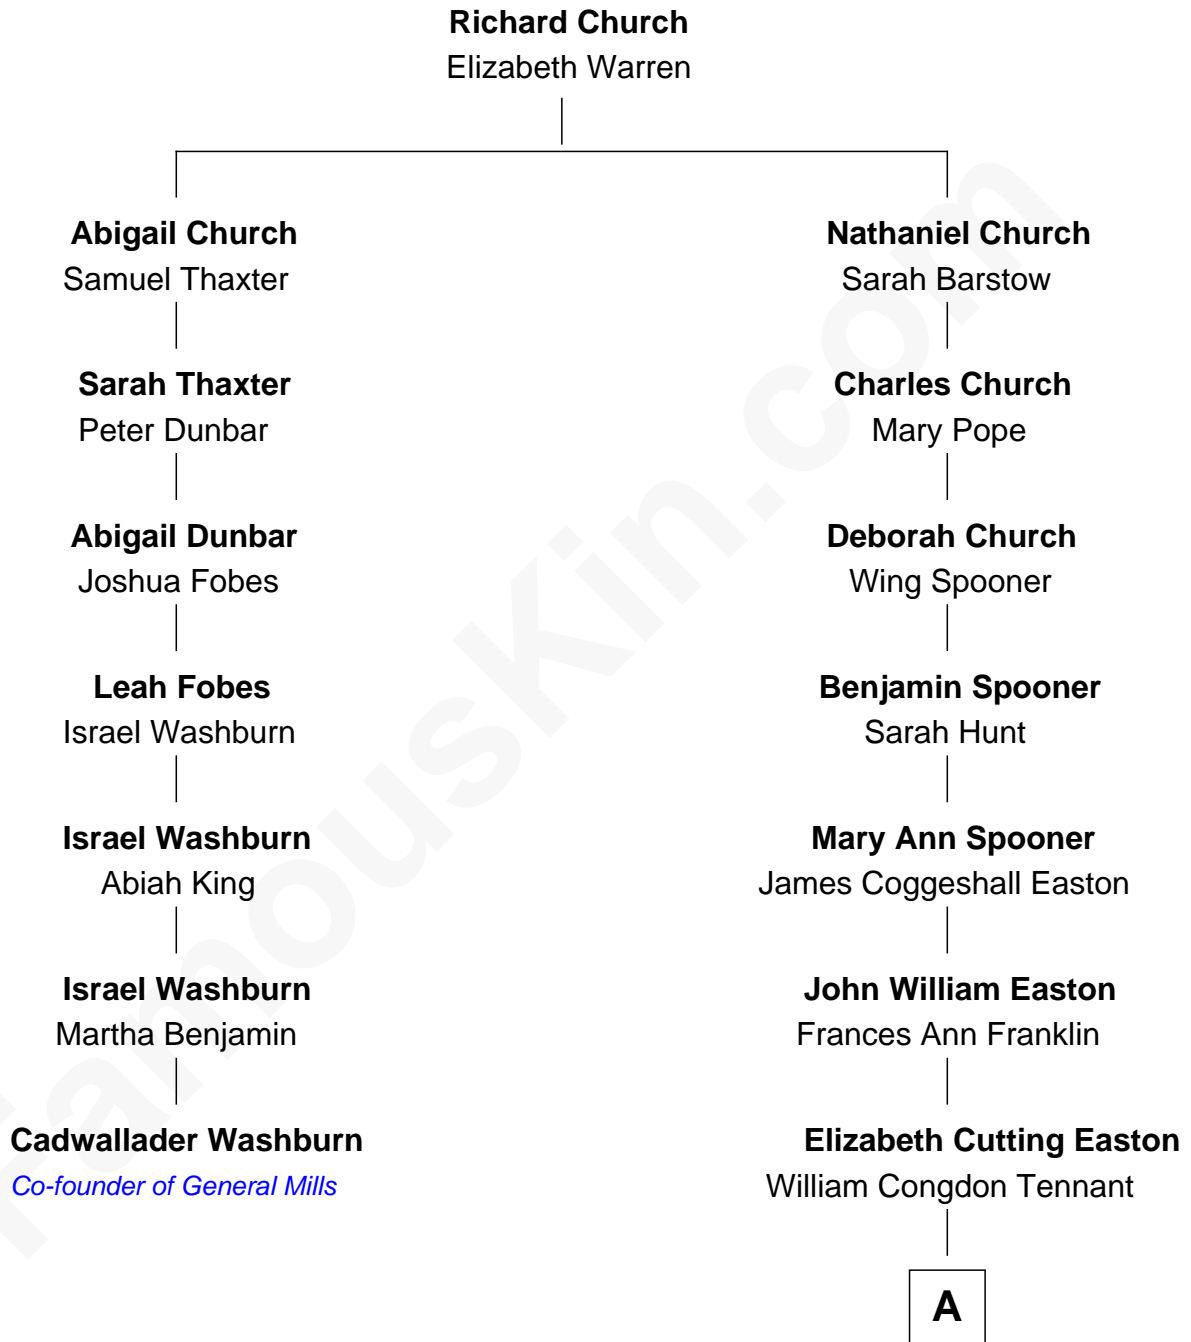 Richard Church
Elizabeth Warren
Abigail Church
Samuel Thaxter
Sarah Thaxter
Peter Dunbar
Abigail Dunbar
Joshua Fobes
Leah Fobes
Israel Washburn
Israel Washburn
Abiah King
Israel Washburn
Martha Benjamin
Cadwallader Washburn
Co-founder of General Mills
Nathaniel Church
Sarah Barstow
Charles Church
Mary Pope
Deborah Church
Wing Spooner
Benjamin Spooner
Sarah Hunt
Mary Ann Spooner
James Coggeshall Easton
John William Easton
Frances Ann Franklin
Elizabeth Cutting Easton
William Congdon Tennant
A
FamousKin.com